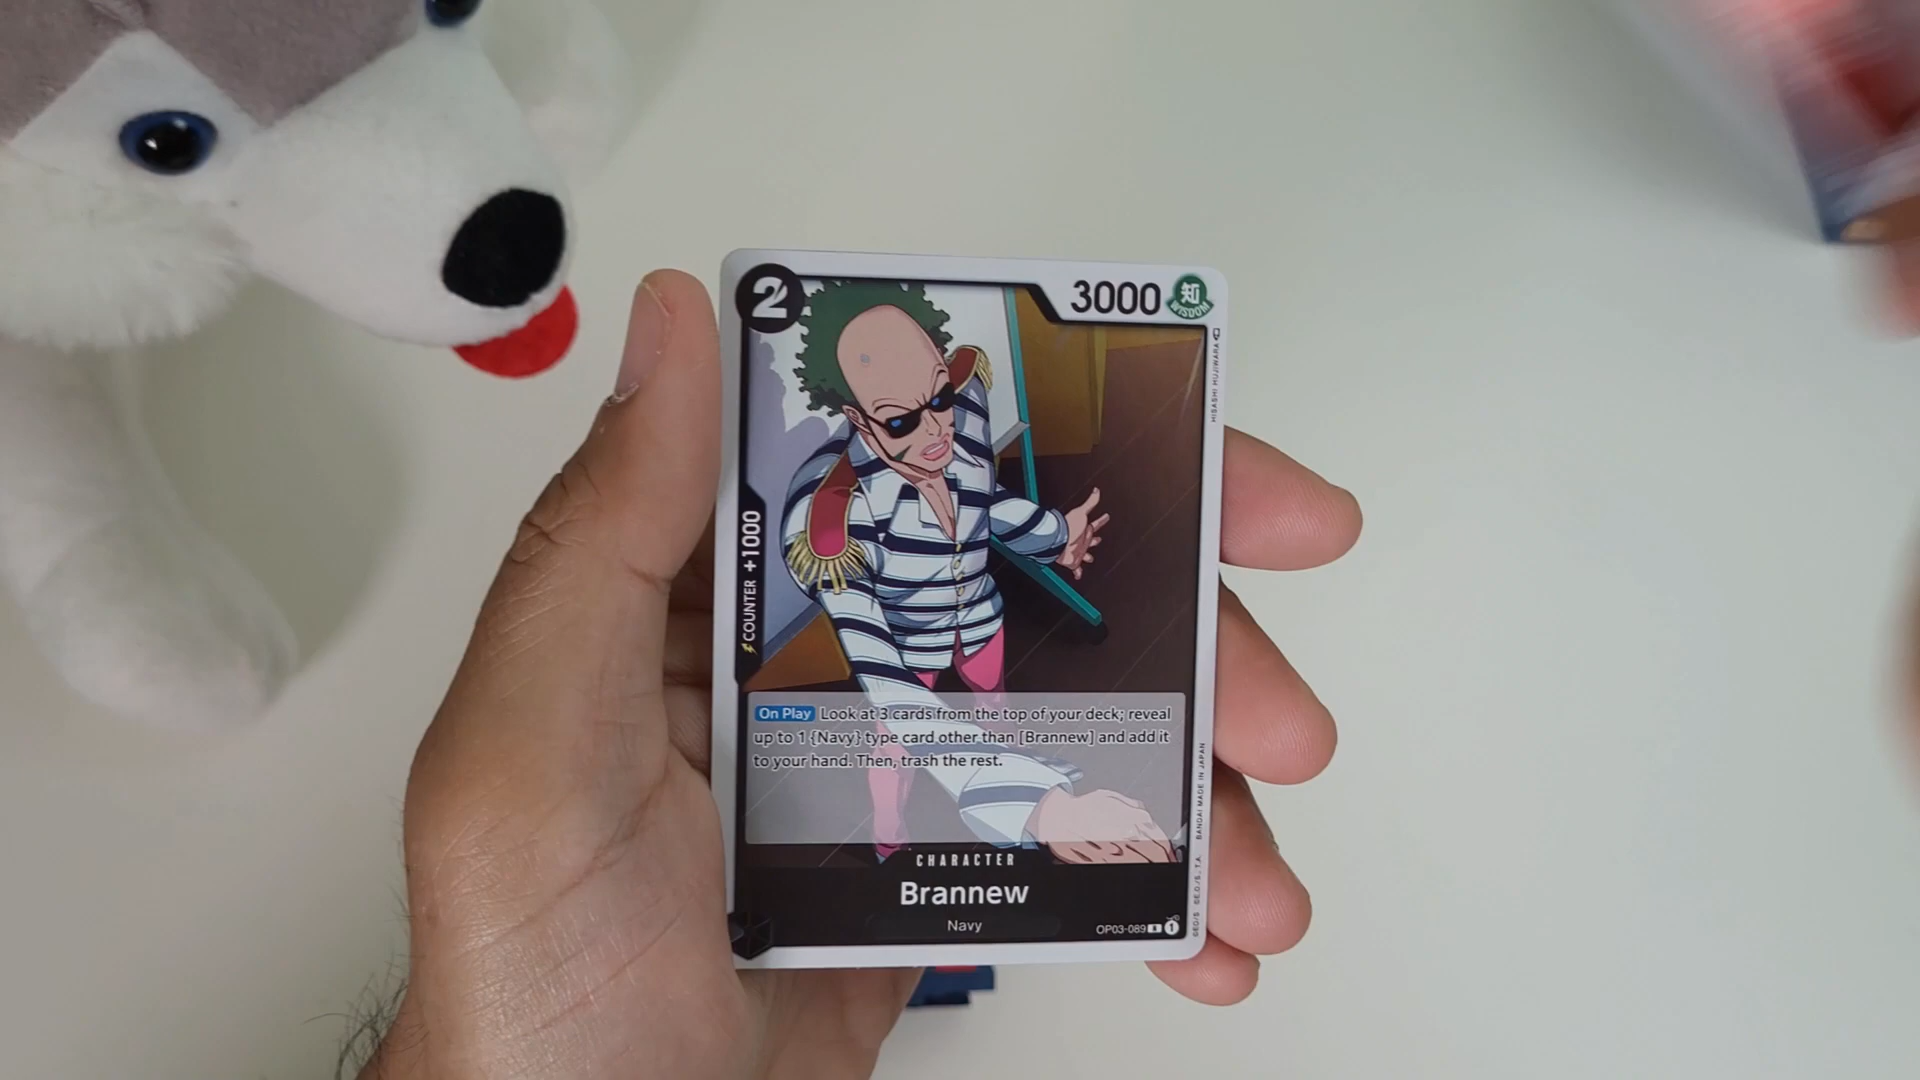 2
3000
知
WISDOM
HISASHI HUJIWARA
COUNTER +1000
On Play Look at 3 cards from the top of your deck; reveal
up to 1 {Navy} type card other than [Brannew] and add it
to your hand. Then, trash the rest.
CHARACTER
Brannew
Navy
OP03-089 R 1
©EO/S ©E.O./S., T.A. BANDAI MADE IN JAPAN